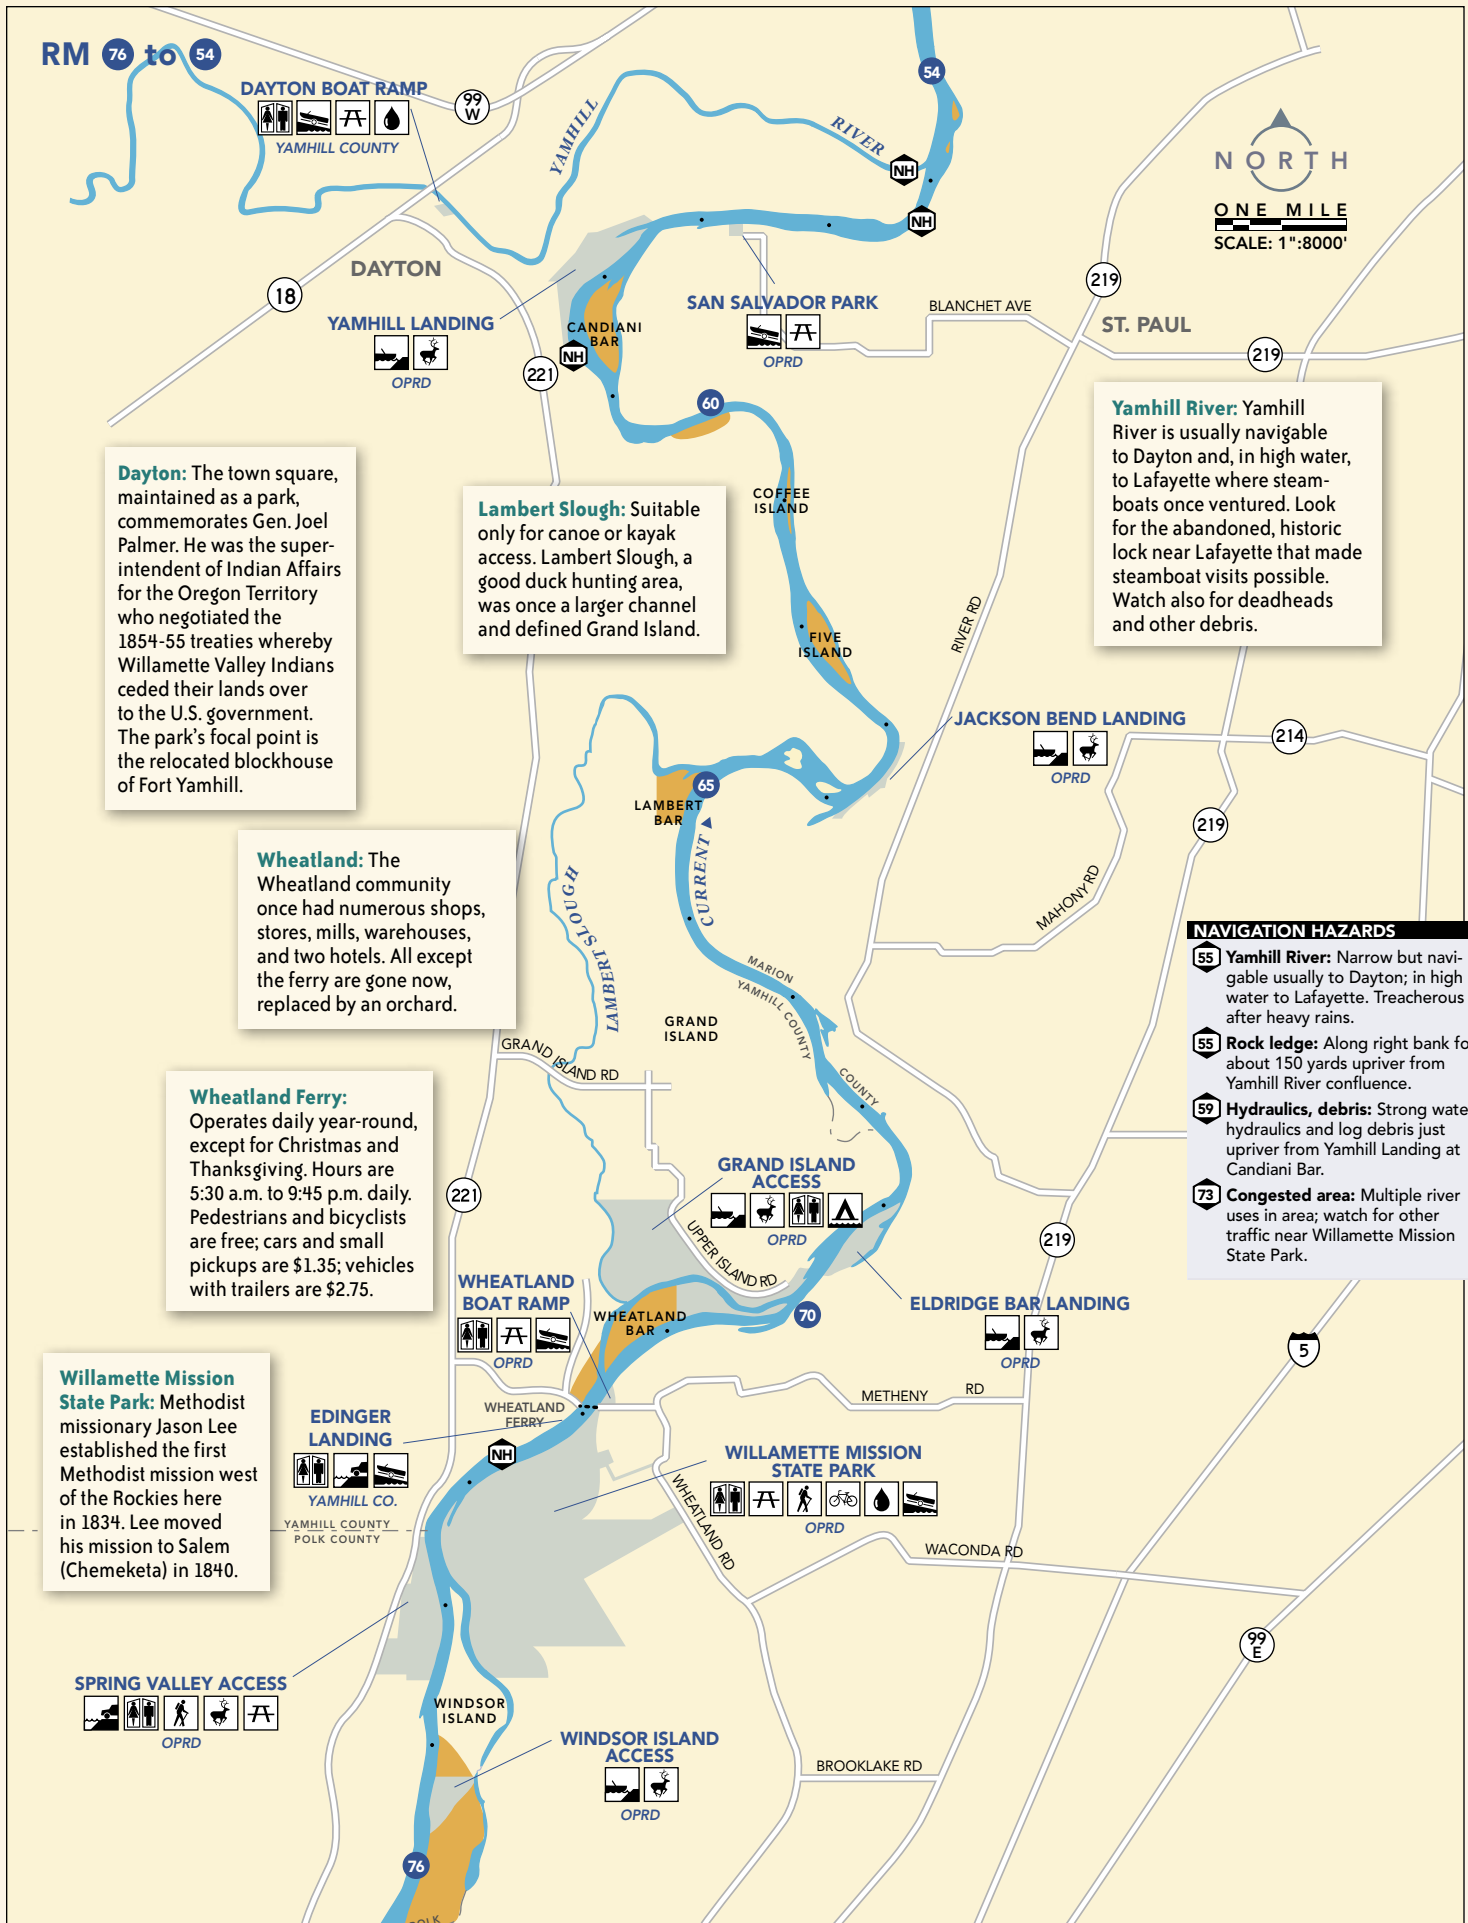 RM 76 to 54
DAYTON BOAT RAMP
YAMHILL COUNTY
99
W
YAMHILL
RIVER
54
NH
NH
NORTH
ONE MILE
SCALE: 1":8000'
DAYTON
18
YAMHILL LANDING
OPRD
221
NH
CANDIANI
BAR
SAN SALVADOR PARK
OPRD
BLANCHET AVE
219
ST. PAUL
219
60
Yamhill River: Yamhill
River is usually navigable
to Dayton and, in high water,
to Lafayette where steam-
boats once ventured. Look
for the abandoned, historic
lock near Lafayette that made
steamboat visits possible.
Watch also for deadheads
and other debris.
Dayton: The town square,
maintained as a park,
commemorates Gen. Joel
Palmer. He was the super-
intendent of Indian Affairs
for the Oregon Territory
who negotiated the
1854-55 treaties whereby
Willamette Valley Indians
ceded their lands over
to the U.S. government.
The park's focal point is
the relocated blockhouse
of Fort Yamhill.
Lambert Slough: Suitable
only for canoe or kayak
access. Lambert Slough, a
good duck hunting area,
was once a larger channel
and defined Grand Island.
COFFEE
ISLAND
FIVE
ISLAND
RIVER RD
JACKSON BEND LANDING
OPRD
214
219
65
LAMBERT
BAR
CURRENT
LAMBERT SLOUGH
MAHONY RD
Wheatland: The
Wheatland community
once had numerous shops,
stores, mills, warehouses,
and two hotels. All except
the ferry are gone now,
replaced by an orchard.
NAVIGATION HAZARDS
55 Yamhill River: Narrow but navi-
gable usually to Dayton; in high
water to Lafayette. Treacherous
after heavy rains.
55 Rock ledge: Along right bank fo
about 150 yards upriver from
Yamhill River confluence.
59 Hydraulics, debris: Strong wate
hydraulics and log debris just
upriver from Yamhill Landing at
Candiani Bar.
73 Congested area: Multiple river
uses in area; watch for other
traffic near Willamette Mission
State Park.
MARION
YAMHILL COUNTY
COUNTY
GRAND
ISLAND
GRAND ISLAND RD
Wheatland Ferry:
Operates daily year-round,
except for Christmas and
Thanksgiving. Hours are
5:30 a.m. to 9:45 p.m. daily.
Pedestrians and bicyclists
are free; cars and small
pickups are $1.35; vehicles
with trailers are $2.75.
221
GRAND ISLAND
ACCESS
OPRD
UPPER ISLAND RD
219
WHEATLAND
BOAT RAMP
OPRD
WHEATLAND
BAR
70
ELDRIDGE BAR LANDING
OPRD
5
Willamette Mission
State Park: Methodist
missionary Jason Lee
established the first
Methodist mission west
of the Rockies here
in 1834. Lee moved
his mission to Salem
(Chemeketa) in 1840.
METHENY RD
WHEATLAND
FERRY
EDINGER
LANDING
YAMHILL CO.
NH
WILLAMETTE MISSION
STATE PARK
OPRD
WHEATLAND RD
YAMHILL COUNTY
POLK COUNTY
WACONDA RD
99
E
SPRING VALLEY ACCESS
OPRD
WINDSOR
ISLAND
WINDSOR ISLAND
ACCESS
OPRD
BROOKLAKE RD
76